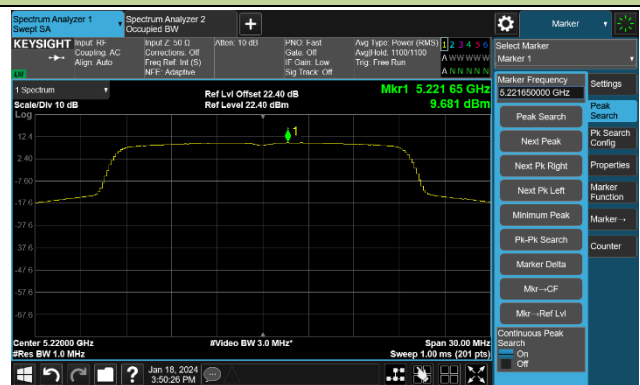 Spectrum Analyzer 1
Swept SA
Spectrum Analyzer 2
Occupied BW
Marker
KEYSIGHT
Input: RF
Coupling: AC
Align: Auto
Input Z: 50 Ω
Corrections: Off
Freq Ref: Int (S)
NFE: Adaptive
Atten: 10 dB
PNO: Fast
Gate: Off
IF Gain: Low
Sig Track: Off
Avg Type: Power (RMS)
Avg|Hold: 1100/1100
Trig: Free Run
1 2 3 4 5 6
A W W W W W
A N N N N N
LXI
Select Marker
Marker 1
1 Spectrum
Scale/Div 10 dB
Log
Ref Lvl Offset 22.40 dB
Ref Level 22.40 dBm
Mkr1 5.221 65 GHz
9.681 dBm
1
12.4
2.40
-7.60
-17.6
-27.6
-37.6
-47.6
-57.6
-67.6
Center 5.22000 GHz
#Res BW 1.0 MHz
#Video BW 3.0 MHz*
Span 30.00 MHz
Sweep 1.00 ms (201 pts)
Marker Frequency
5.221650000 GHz
Peak Search
Next Peak
Next Pk Right
Next Pk Left
Minimum Peak
Pk-Pk Search
Marker Delta
Mkr→CF
Mkr→Ref Lvl
Continuous Peak
Search
On
Off
Settings
Peak
Search
Pk Search
Config
Properties
Marker
Function
Marker→
Counter
Jan 18, 2024
3:50:26 PM